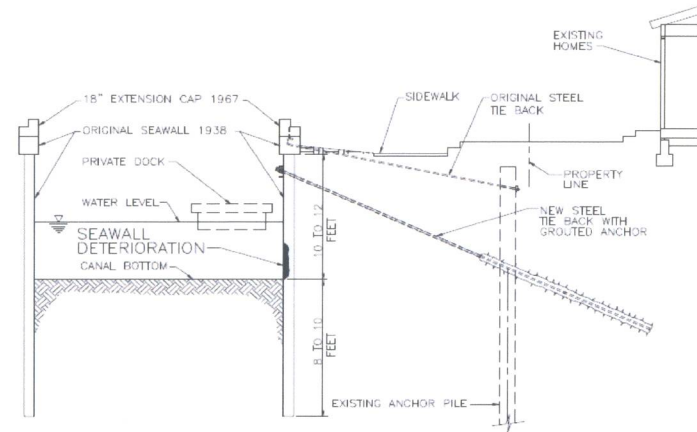 EXISTING
HOMES
18" EXTENSION CAP 1967
SIDEWALK
ORIGINAL STEEL
TIE BACK
ORIGINAL SEAWALL 1938
PRIVATE DOCK
PROPERTY
LINE
WATER LEVEL
NEW STEEL
TIE BACK WITH
GROUTED ANCHOR
SEAWALL
DETERIORATION
CANAL BOTTOM
10 TO 12
FEET
8 TO 10
FEET
EXISTING ANCHOR PILE